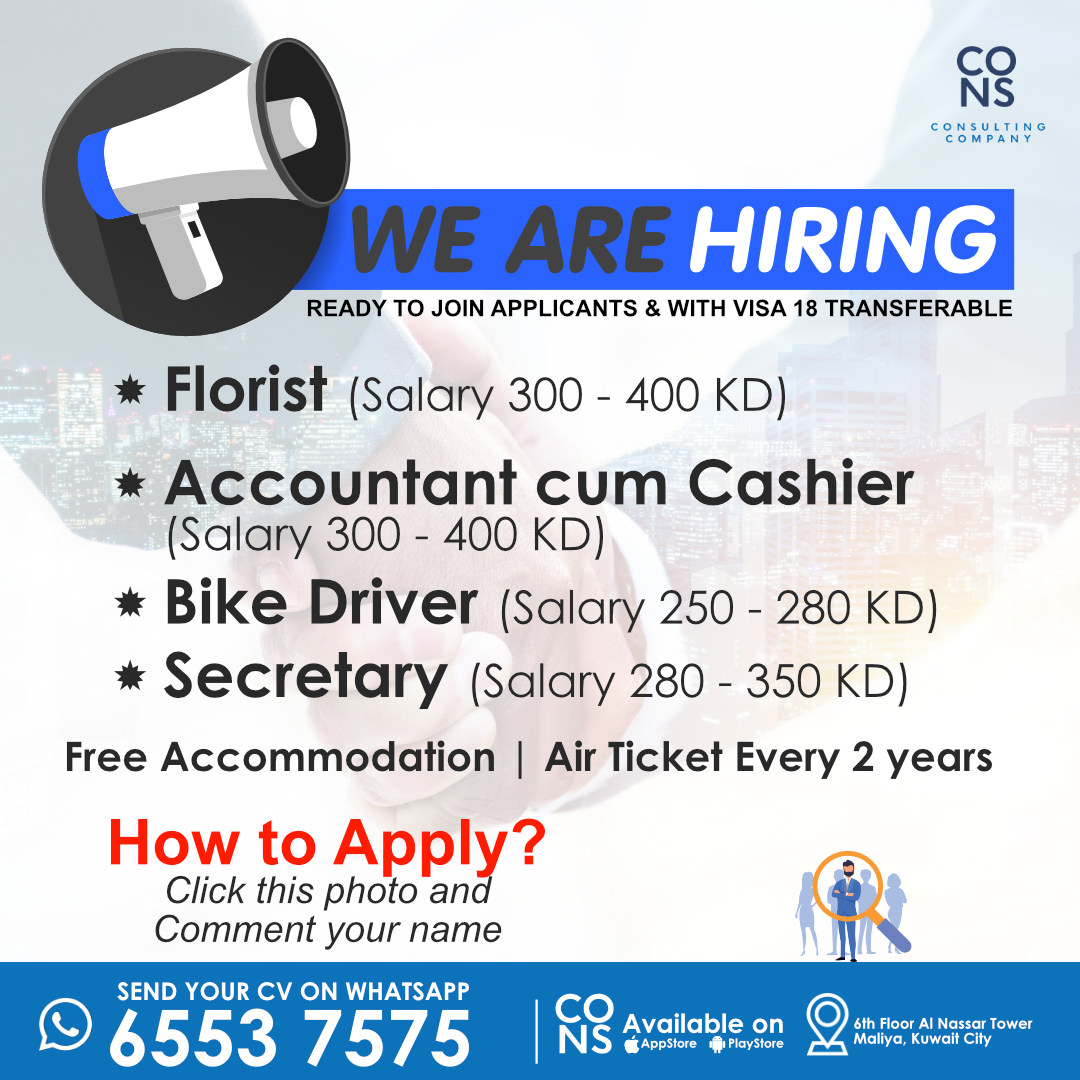 CO
NS
CONSULTING
COMPANY
WE ARE HIRING
READY TO JOIN APPLICANTS & WITH VISA 18 TRANSFERABLE
Florist (Salary 300 - 400 KD)
Accountant cum Cashier
(Salary 300 - 400 KD)
Bike Driver (Salary 250 - 280 KD)
Secretary (Salary 280 - 350 KD)
Free Accommodation | Air Ticket Every 2 years
How to Apply?
Click this photo and
Comment your name
SEND YOUR CV ON WHATSAPP
6553 7575
CO
NS
Available on
AppStore PlayStore
6th Floor Al Nassar Tower
Maliya, Kuwait City